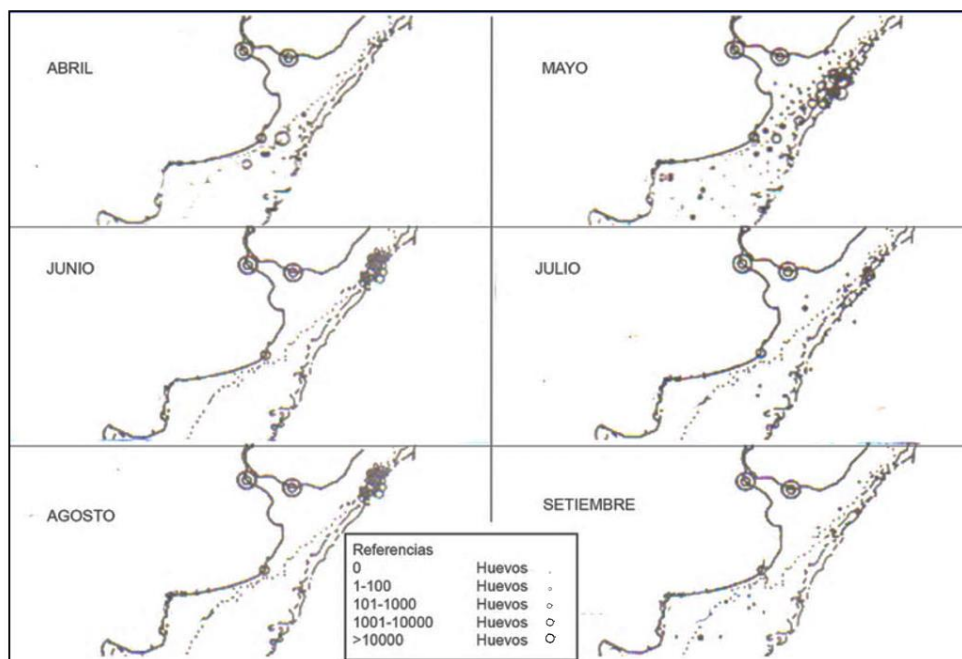 ABRIL
MAYO
JUNIO
JULIO
AGOSTO
SETIEMBRE
Referencias
0 Huevos
1-100 Huevos
101-1000 Huevos
1001-10000 Huevos
>10000 Huevos